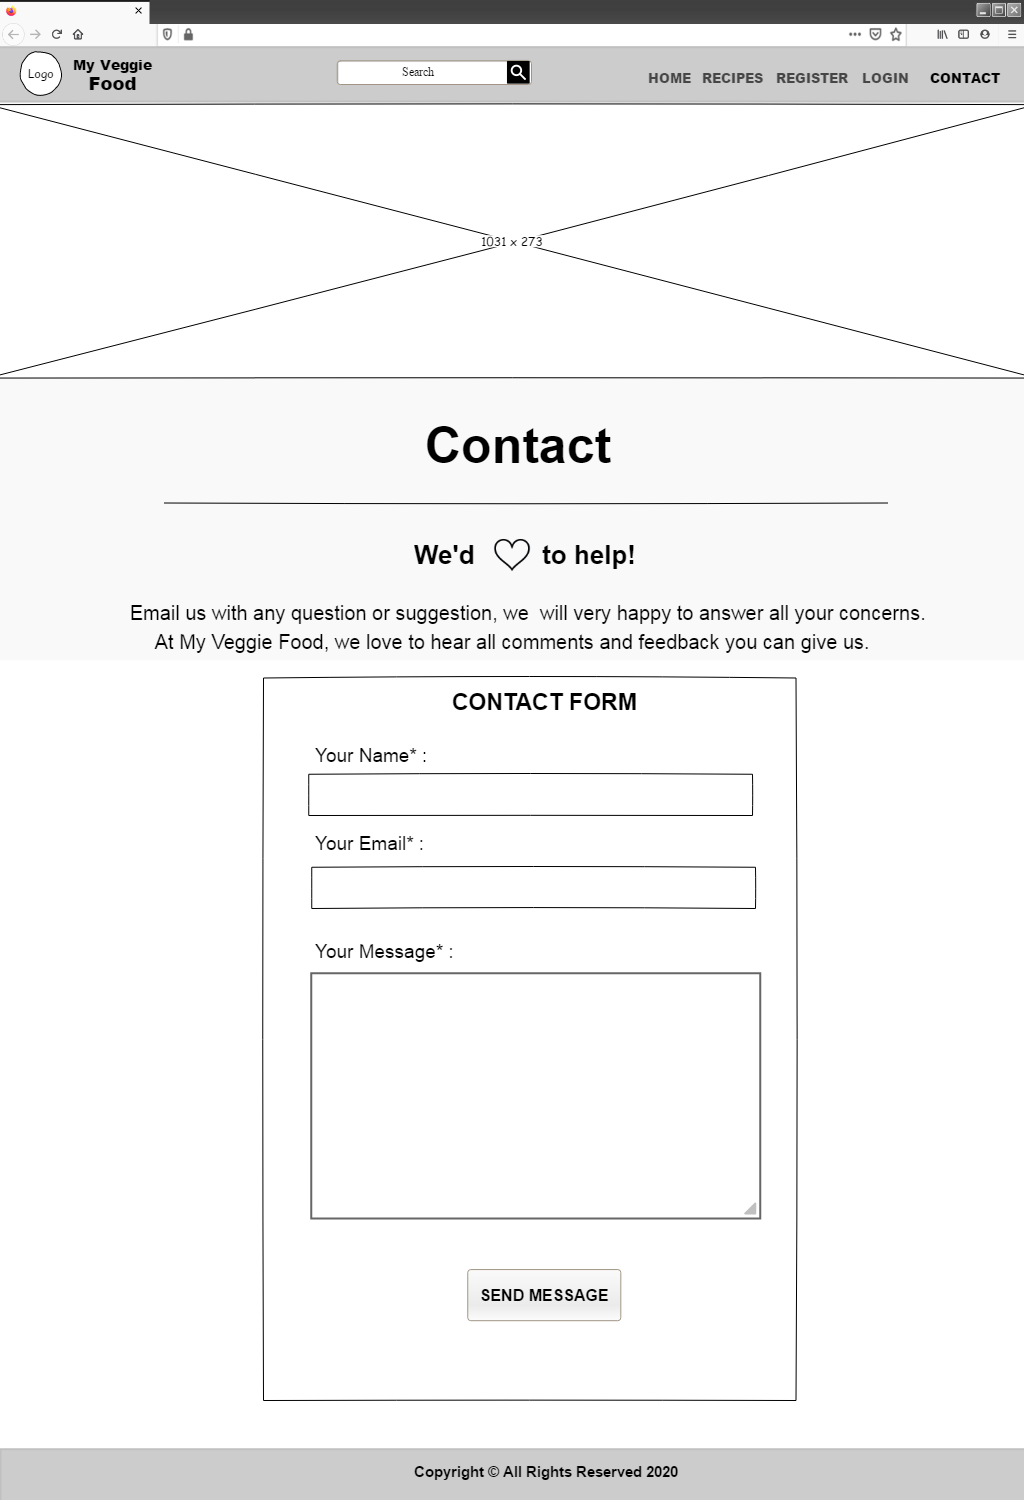 Logo
My Veggie
Food
Search
HOME RECIPES REGISTER LOGIN CONTACT
1031 x 273
Contact
We'd to help!
Email us with any question or suggestion, we will very happy to answer all your concerns.
At My Veggie Food, we love to hear all comments and feedback you can give us.
CONTACT FORM
Your Name* :
Your Email* :
Your Message* :
SEND MESSAGE
Copyright © All Rights Reserved 2020